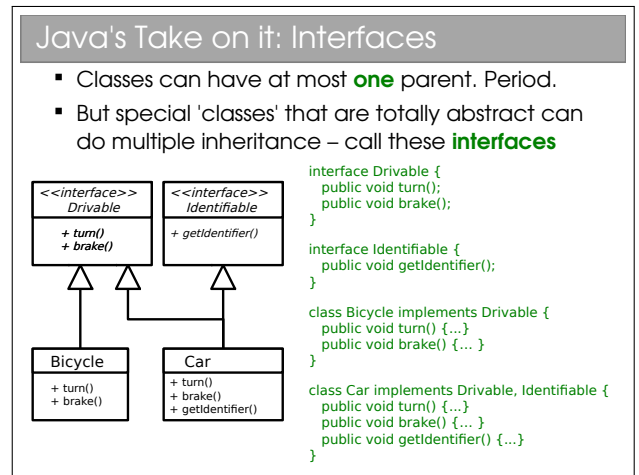 Java's Take on it: Interfaces
▪ Classes can have at most one parent. Period.
▪ But special 'classes' that are totally abstract can
do multiple inheritance – call these interfaces
<<interface>>
Drivable
+ turn()
+ brake()
<<interface>>
Identifiable
+ getIdentifier()
Bicycle
+ turn()
+ brake()
Car
+ turn()
+ brake()
+ getIdentifier()
interface Drivable {
public void turn();
public void brake();
}
interface Identifiable {
public void getIdentifier();
}
class Bicycle implements Drivable {
public void turn() {...}
public void brake() {... }
}
class Car implements Drivable, Identifiable {
public void turn() {...}
public void brake() {... }
public void getIdentifier() {...}
}